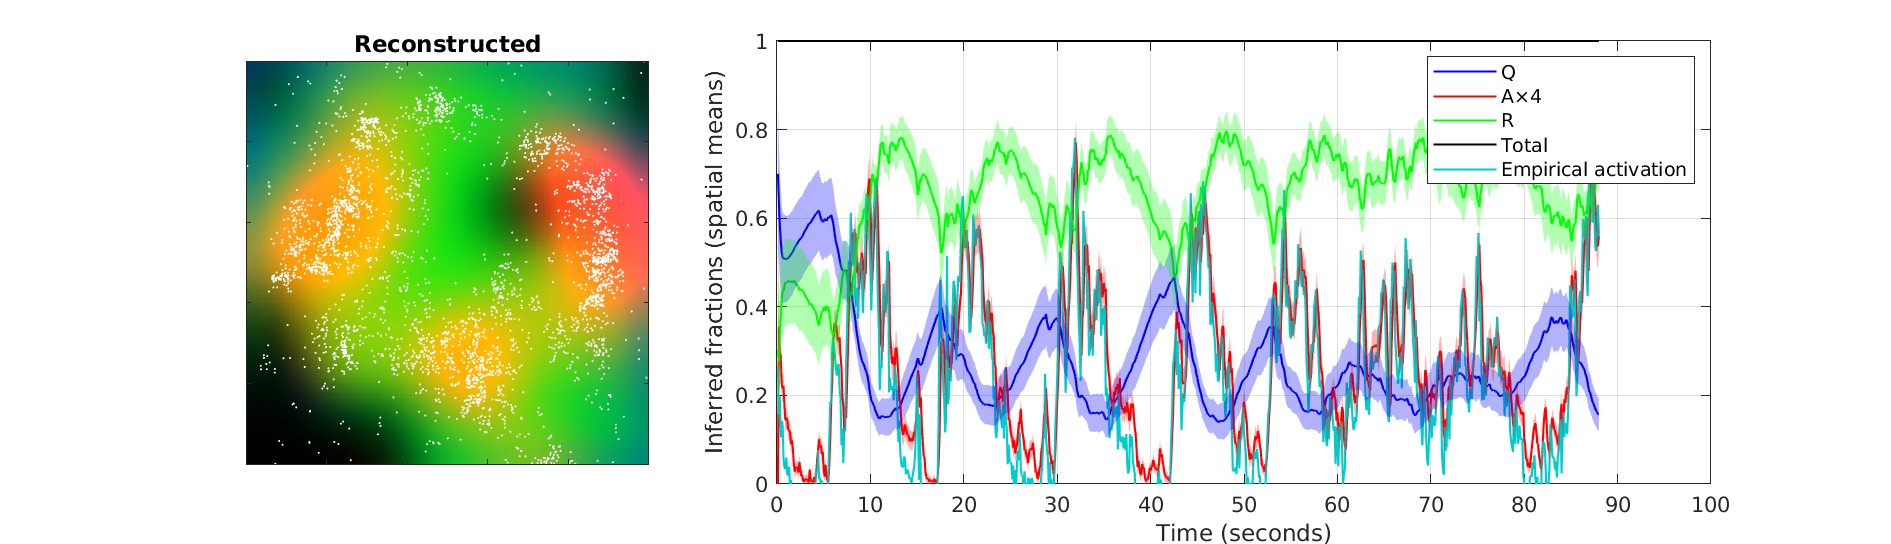 Reconstructed
Inferred fractions (spatial means)
1
0.8
0.6
0.4
0.2
0
0 10 20 30 40 50 60 70 80 90 100
Time (seconds)
Q
A×4
R
Total
Empirical activation